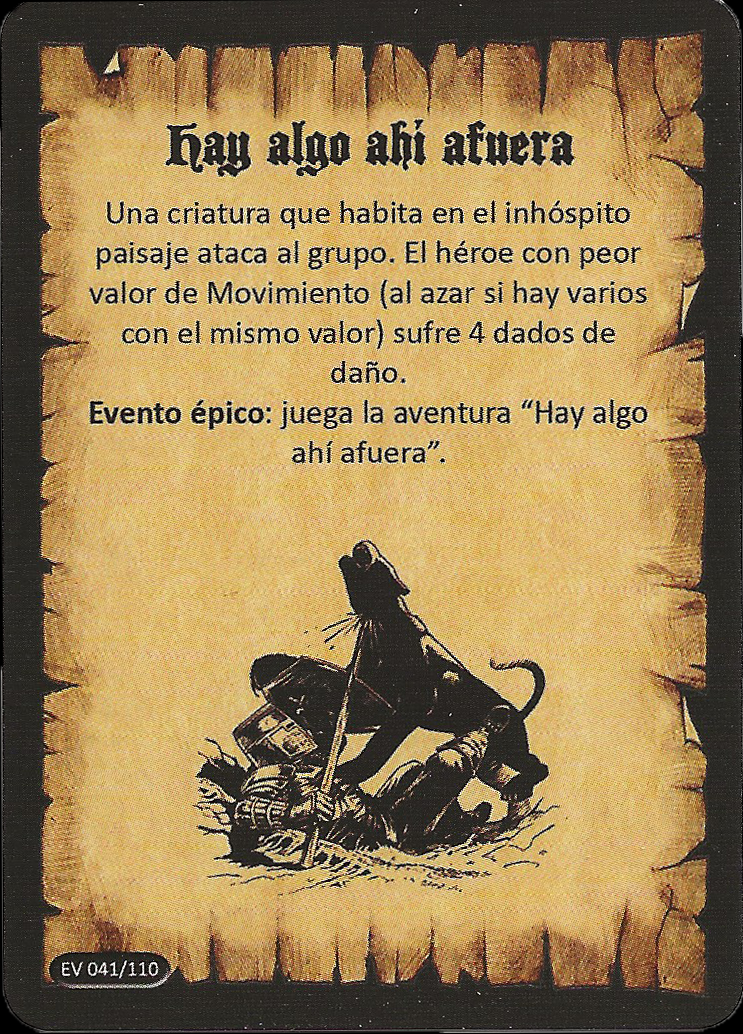 Hay algo ahí afuera
Una criatura que habita en el inhóspito
paisaje ataca al grupo. El héroe con peor
valor de Movimiento (al azar si hay varios
con el mismo valor) sufre 4 dados de
daño.
Evento épico: juega la aventura “Hay algo
ahí afuera”.
EV 041/110